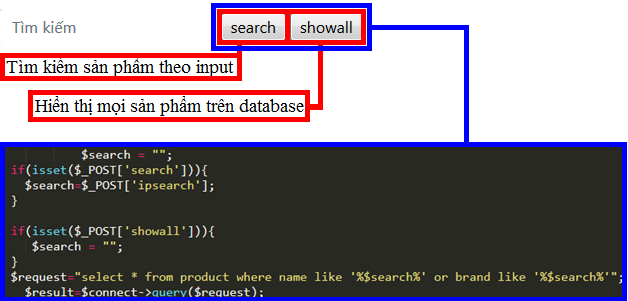 Tìm kiếm
search
showall
Tìm kiêm sản phẩm theo input
Hiển thị mọi sản phẩm trên database
$search = "";
if(isset($_POST['search'])){
$search=$_POST['ipsearch'];
}
if(isset($_POST['showall'])){
$search = "";
}
$request="select * from product where name like '%$search%' or brand like '%$search%'";
$result=$connect->query($request);